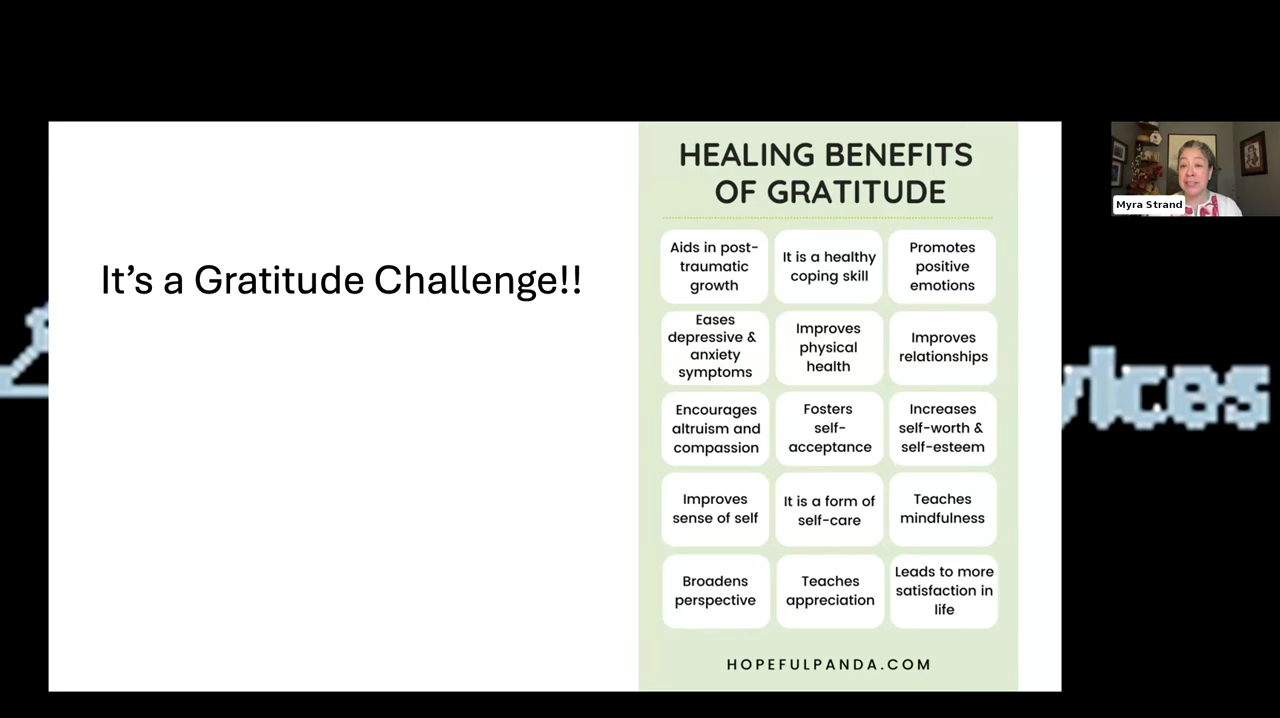 It’s a Gratitude Challenge!!
HEALING BENEFITS
OF GRATITUDE
Aids in post-
traumatic
growth
It is a healthy
coping skill
Promotes
positive
emotions
Eases
depressive &
anxiety
symptoms
Improves
physical
health
Improves
relationships
Encourages
altruism and
compassion
Fosters
self-
acceptance
Increases
self-worth &
self-esteem
Improves
sense of self
It is a form of
self-care
Teaches
mindfulness
Broadens
perspective
Teaches
appreciation
Leads to more
satisfaction in
life
HOPEFULPANDA.COM
Myra Strand